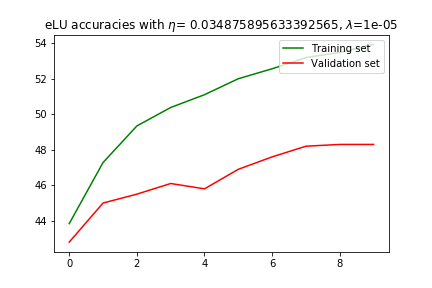 eLU accuracies with η= 0.034875895633392565, λ=1e-05
54
52
50
48
46
44
0 2 4 6 8
Training set
Validation set